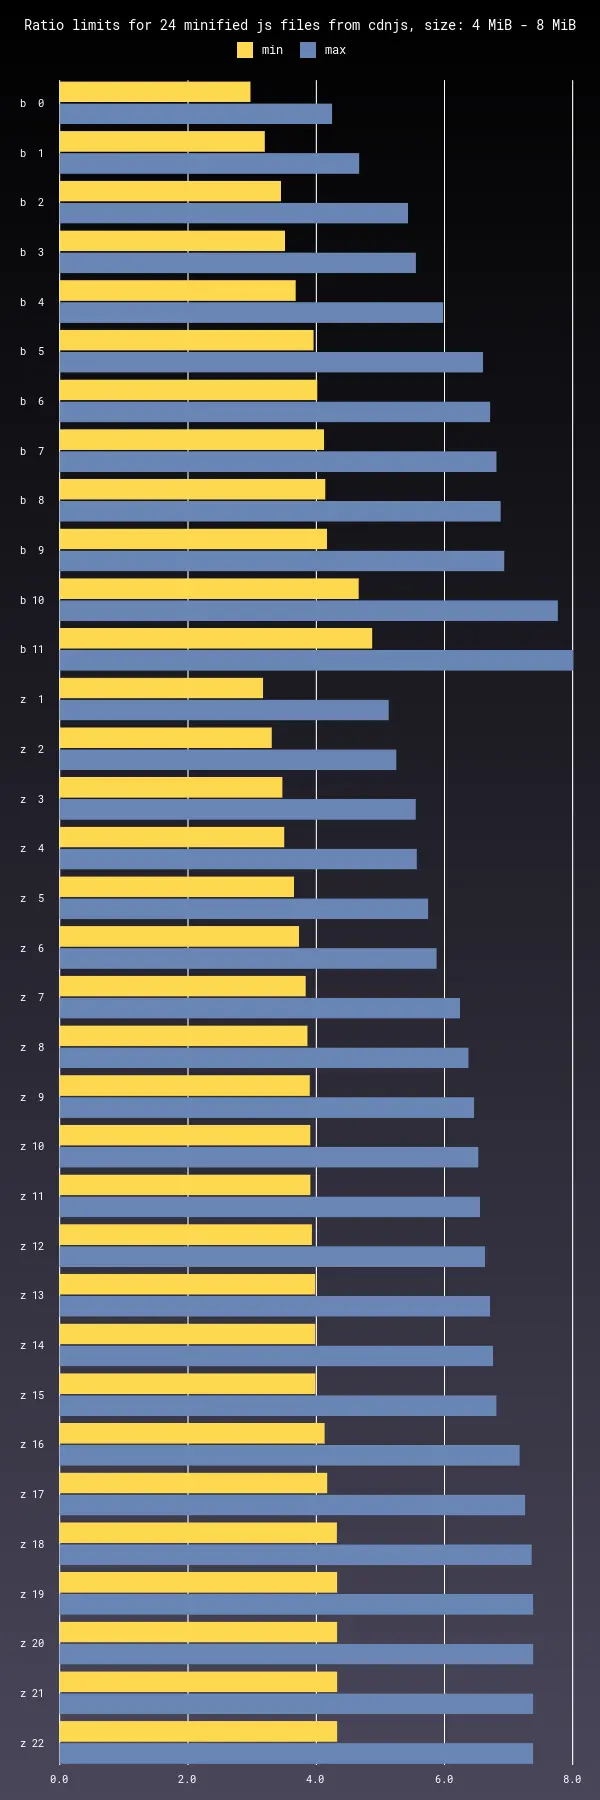 Ratio limits for 24 minified js files from cdnjs, size: 4 MiB - 8 MiB
min max
b 0
b 1
b 2
b 3
b 4
b 5
b 6
b 7
b 8
b 9
b 10
b 11
z 1
z 2
z 3
z 4
z 5
z 6
z 7
z 8
z 9
z 10
z 11
z 12
z 13
z 14
z 15
z 16
z 17
z 18
z 19
z 20
z 21
z 22
0.0 2.0 4.0 6.0 8.0